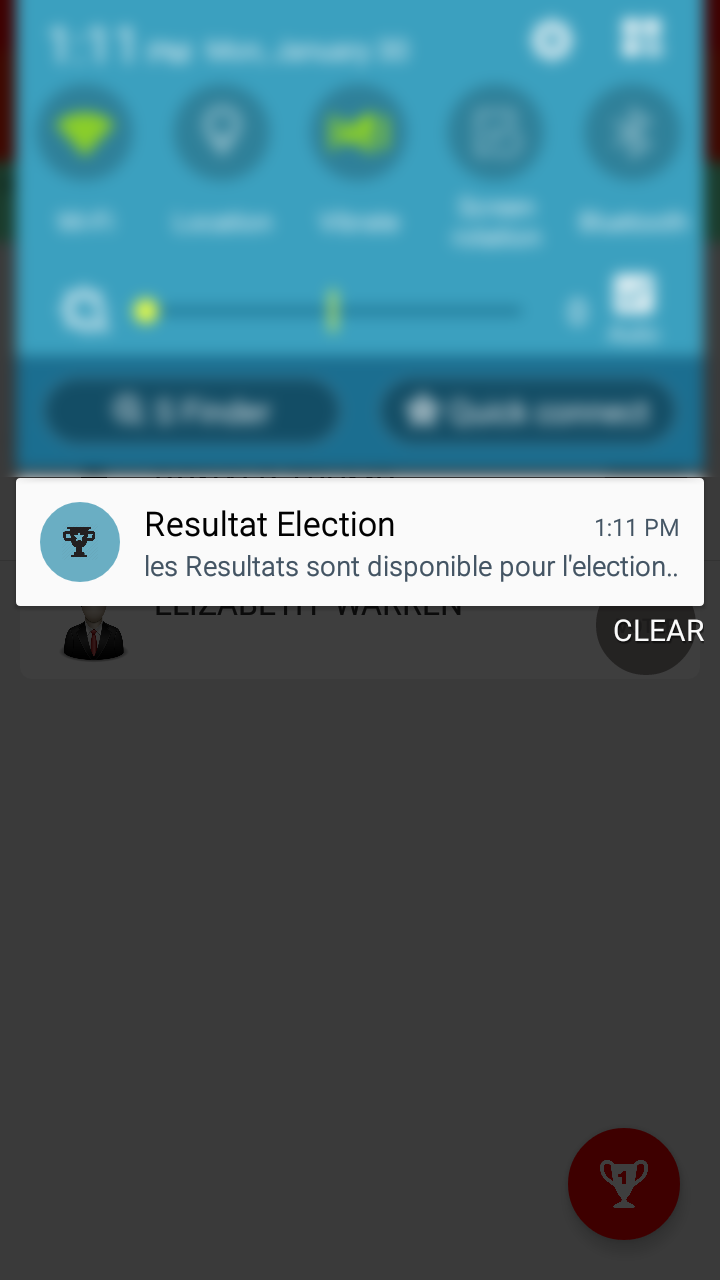 1:11 PM Mon, January 30
Wi-Fi
Location
Vibrate
Screen
rotation
Bluetooth
Auto
S Finder
Quick connect
Resultat Election
1:11 PM
les Resultats sont disponible pour l'election..
ELIZABETH WARREN
CLEAR
1